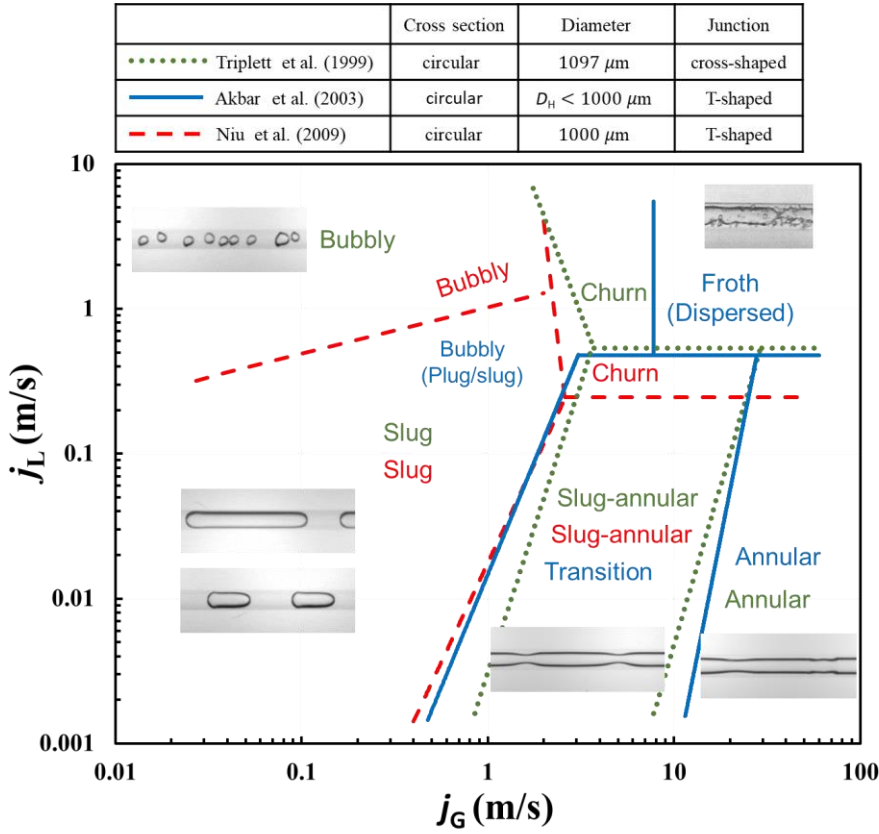 Cross section Diameter Junction
Triplett et al. (1999) circular 1097 μm cross-shaped
Akbar et al. (2003) circular D_H < 1000 μm T-shaped
Niu et al. (2009) circular 1000 μm T-shaped
10
Bubbly
Bubbly
Churn
Froth
(Dispersed)
1
Bubbly
(Plug/slug)
Churn
j_L (m/s)
Slug
0.1
Slug
Slug-annular
Slug-annular
Transition
Annular
0.01
Annular
0.001
0.01 0.1 1 10 100
j_G (m/s)